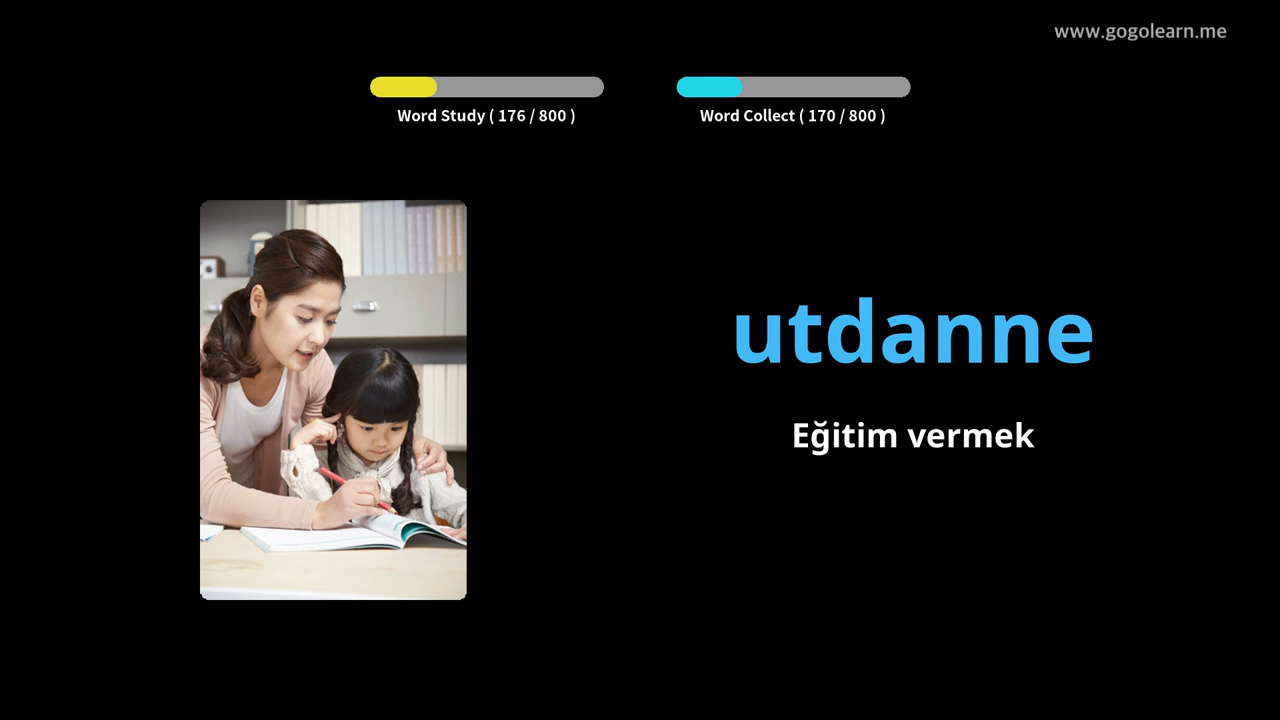 www.gogolearn.me
Word Study ( 176 / 800 )
Word Collect ( 170 / 800 )
utdanne
Eğitim vermek